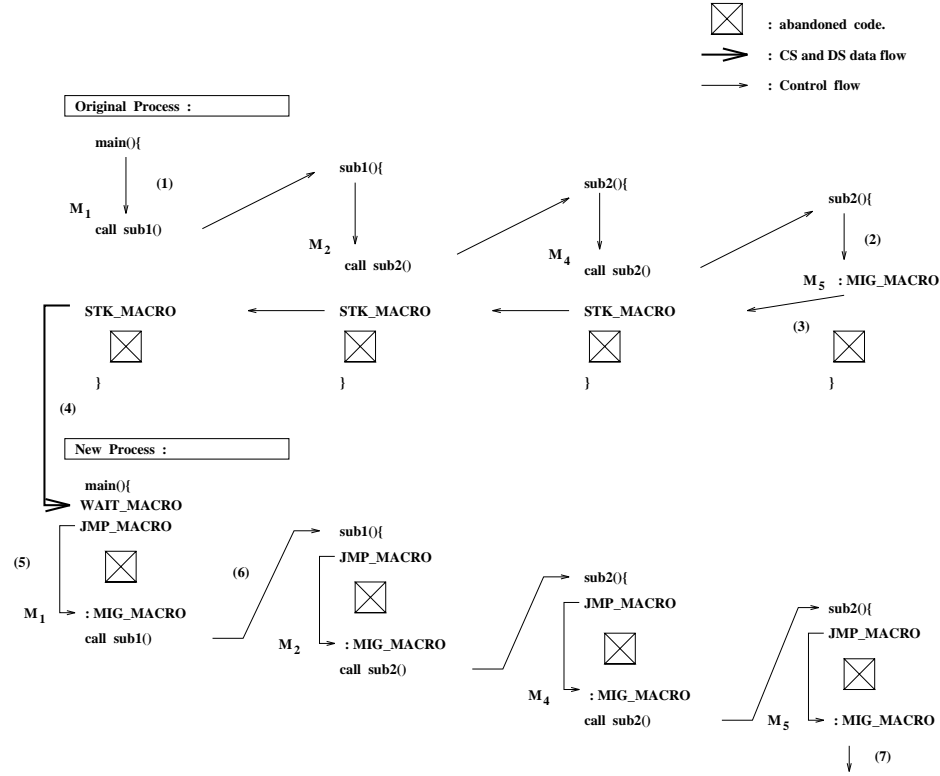 : abandoned code.
: CS and DS data flow
: Control flow
Original Process :
main(){
(1)
M1
call sub1()
sub1(){
M2
call sub2()
sub2(){
M4
call sub2()
sub2(){
(2)
M5 : MIG_MACRO
(3)
STK_MACRO
STK_MACRO
STK_MACRO
}
}
}
}
(4)
New Process :
main(){
WAIT_MACRO
JMP_MACRO
(5)
M1 : MIG_MACRO
call sub1()
(6)
sub1(){
JMP_MACRO
M2 : MIG_MACRO
call sub2()
sub2(){
JMP_MACRO
M4 : MIG_MACRO
call sub2()
sub2(){
JMP_MACRO
M5 : MIG_MACRO
(7)